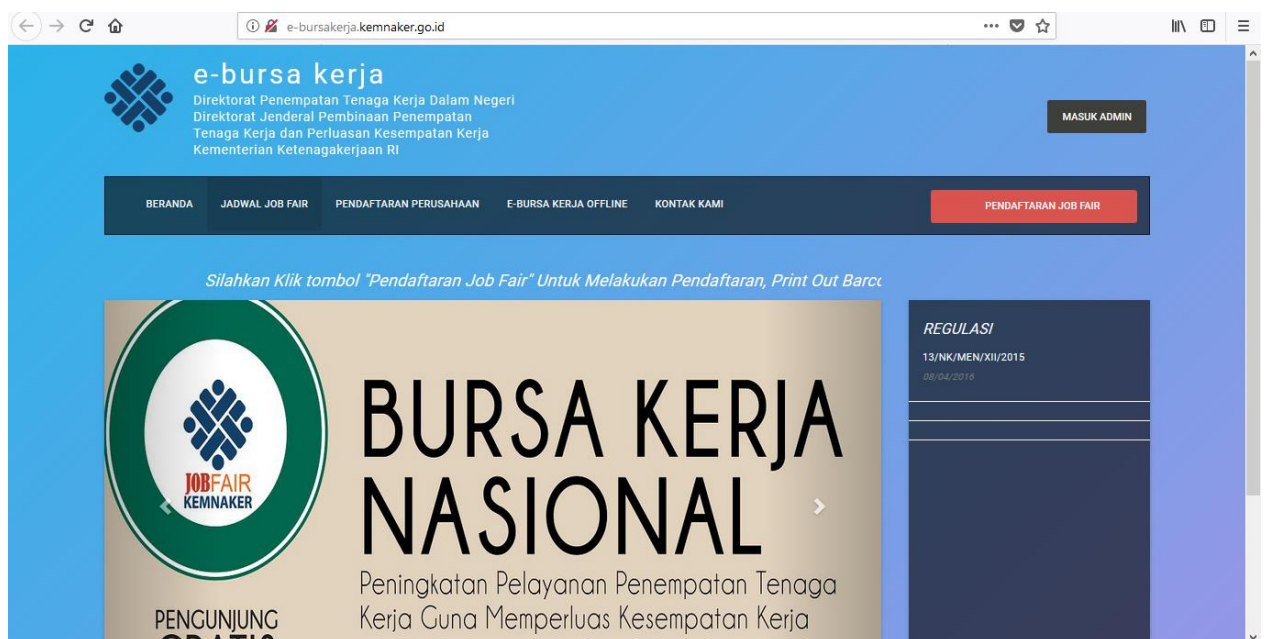 e-bursakerja.kemnaker.go.id
e-bursa kerja
Direktorat Penempatan Tenaga Kerja Dalam Negeri
Direktorat Jenderal Pembinaan Penempatan
Tenaga Kerja dan Perluasan Kesempatan Kerja
Kementerian Ketenagakerjaan RI
MASUK ADMIN
BERANDA JADWAL JOB FAIR PENDAFTARAN PERUSAHAAN E-BURSA KERJA OFFLINE KONTAK KAMI PENDAFTARAN JOB FAIR
Silahkan Klik tombol "Pendaftaran Job Fair" Untuk Melakukan Pendaftaran, Print Out Barco
JOBFAIR
KEMNAKER
BURSA KERJA
NASIONAL
Peningkatan Pelayanan Penempatan Tenaga
Kerja Guna Memperluas Kesempatan Kerja
PENGUNJUNG
GRATIS
REGULASI
13/NK/MEN/XII/2015
08/04/2016